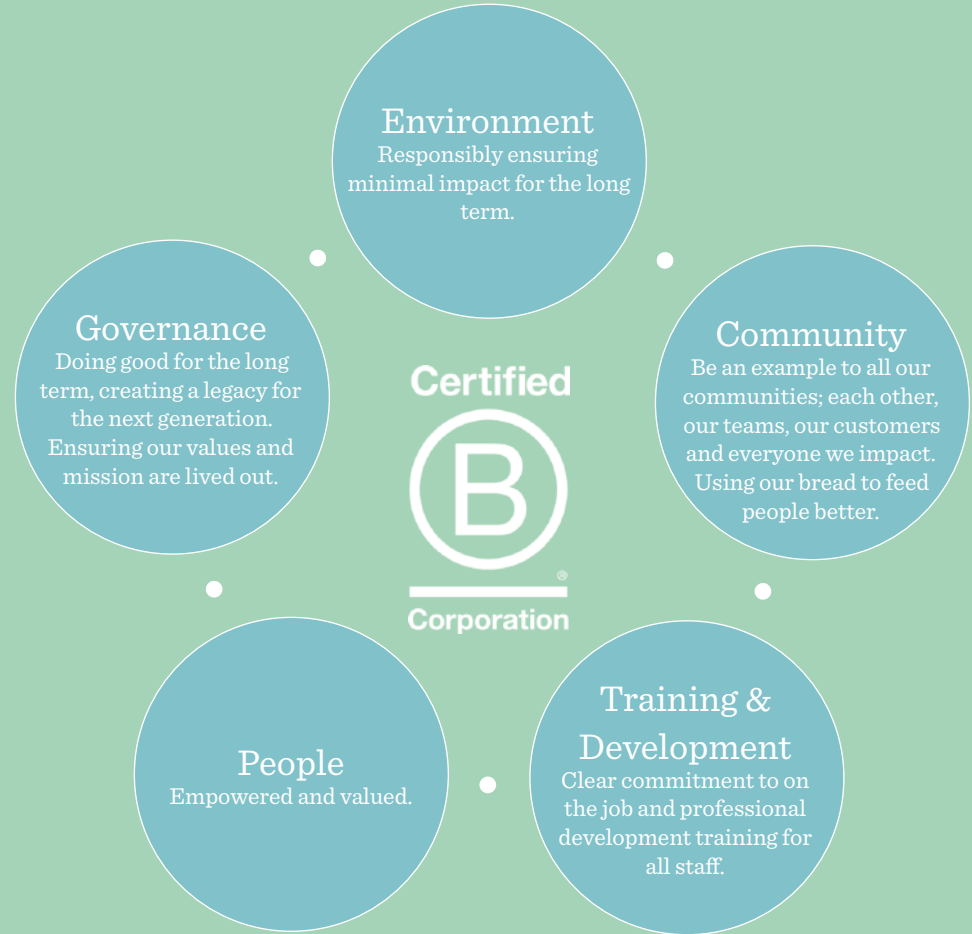 Environment
Responsibly ensuring
minimal impact for the long
term.
Governance
Doing good for the long
term, creating a legacy for
the next generation.
Ensuring our values and
mission are lived out.
Community
Be an example to all our
communities; each other,
our teams, our customers
and everyone we impact.
Using our bread to feed
people better.
Certified
B
®
Corporation
People
Empowered and valued.
Training &
Development
Clear commitment to on
the job and professional
development training for
all staff.